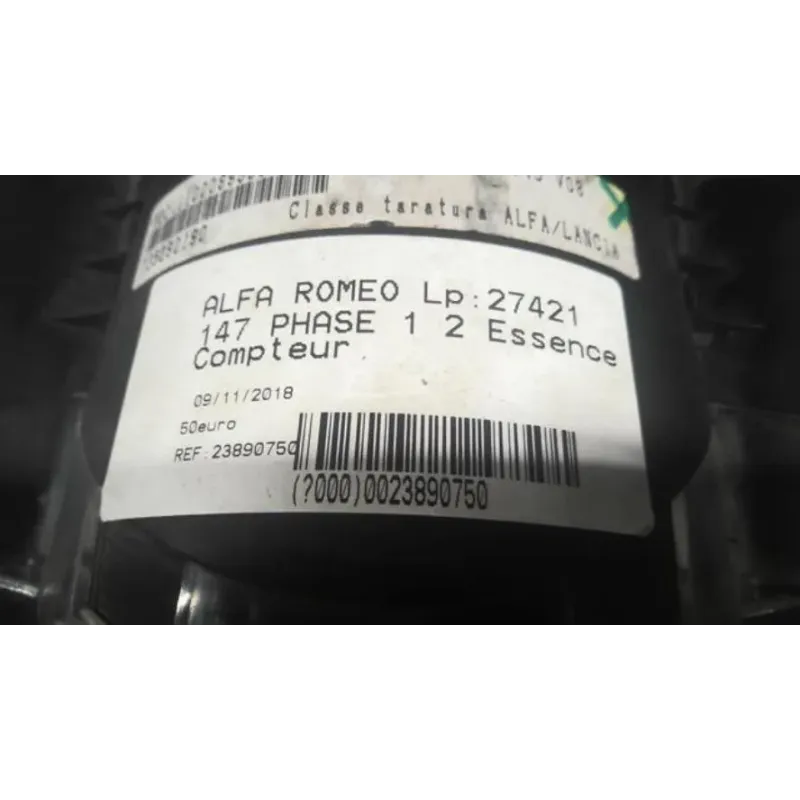 V08
Classe taratura ALFA/LANCIA
ALFA ROMEO Lp:27421
147 PHASE 1 2 Essence
Compteur
09/11/2018
50euro
REF:23890750
(?000)0023890750